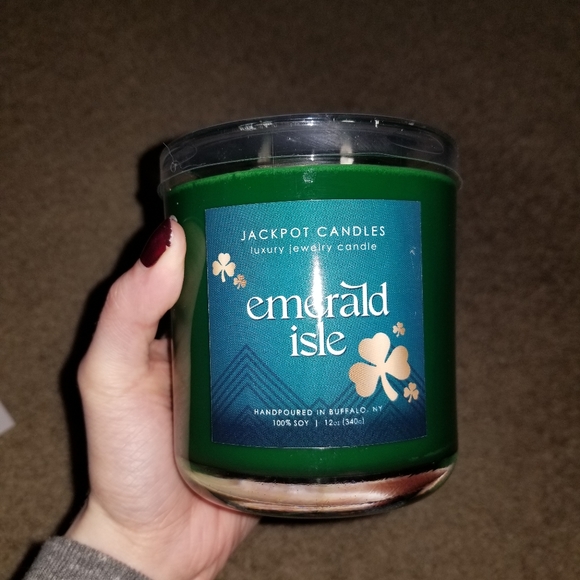 JACKPOT CANDLES
luxury jewelry candle
emerald
isle
HANDPOURED IN BUFFALO, NY
100% SOY | 12oz (340g)